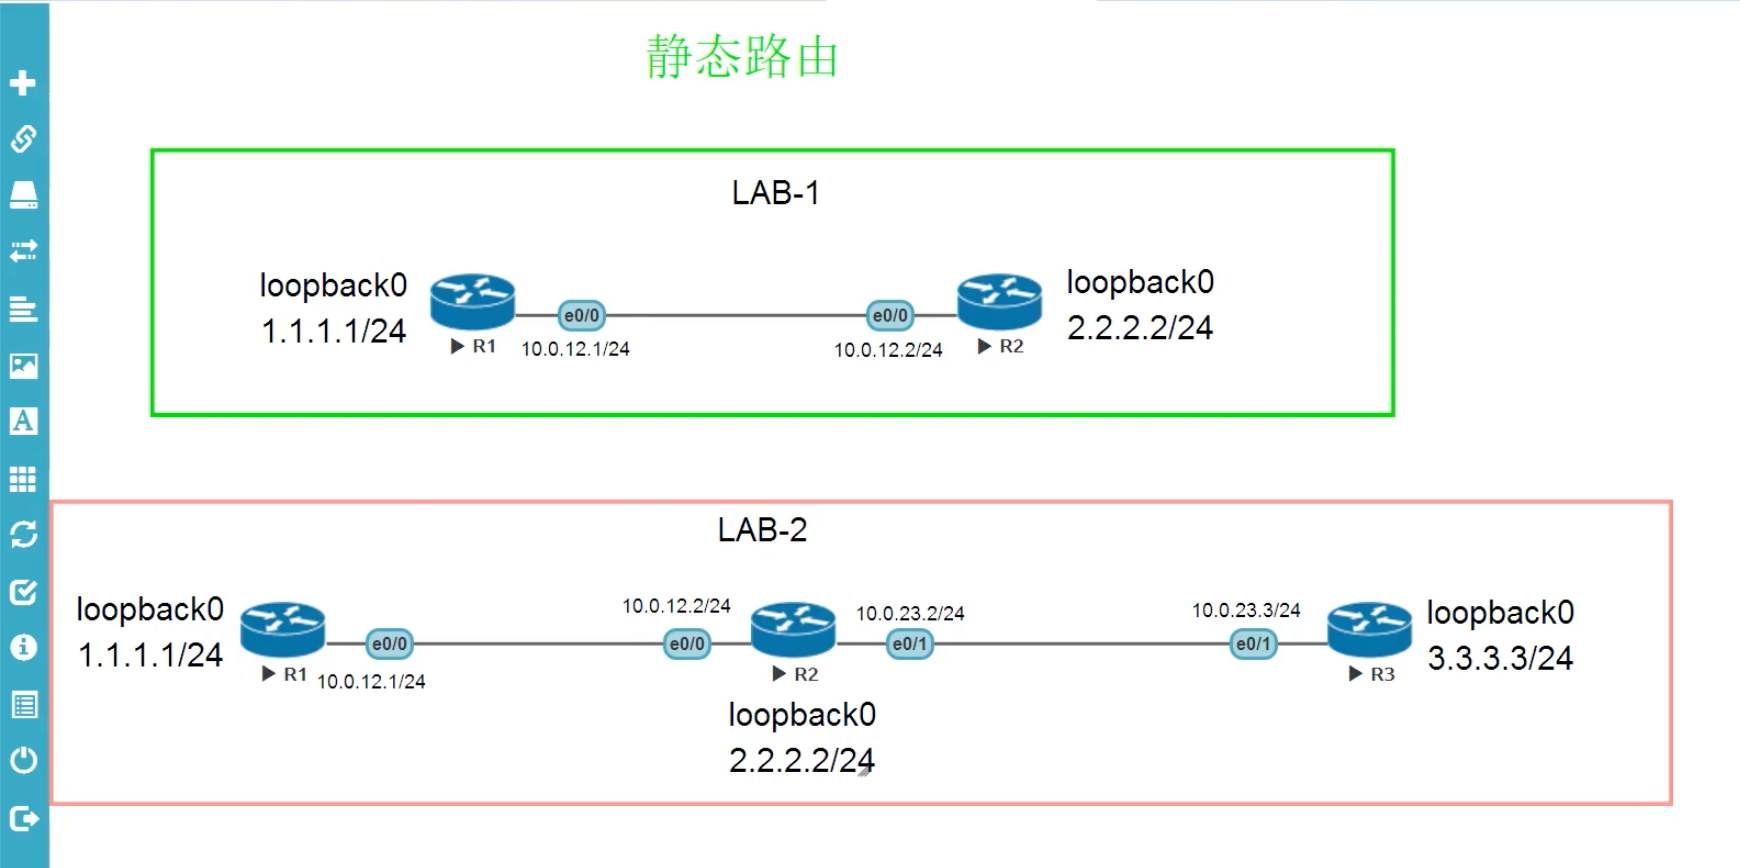 静态路由
LAB-1
loopback0
1.1.1.1/24
R1
e0/0
10.0.12.1/24
e0/0
10.0.12.2/24
R2
loopback0
2.2.2.2/24
LAB-2
loopback0
1.1.1.1/24
R1
e0/0
10.0.12.1/24
10.0.12.2/24
e0/0
R2
loopback0
2.2.2.2/24
10.0.23.2/24
e0/1
10.0.23.3/24
e0/1
R3
loopback0
3.3.3.3/24